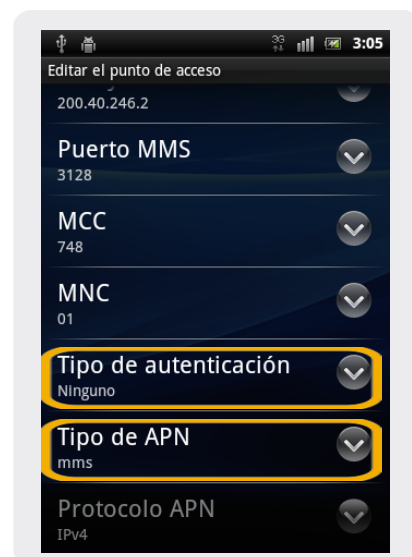 3G 3:05
Editar el punto de acceso
200.40.246.2
Puerto MMS
3128
MCC
748
MNC
01
Tipo de autenticación
Ninguno
Tipo de APN
mms
Protocolo APN
IPv4